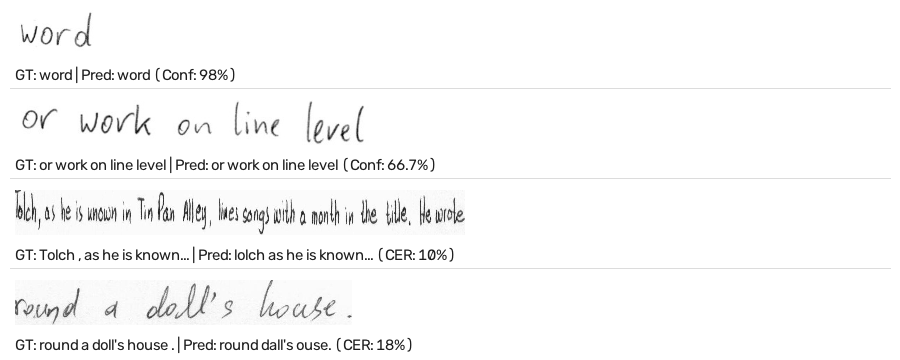 word
GT: word | Pred: word (Conf: 98%)
or work on line level
GT: or work on line level | Pred: or work on line level (Conf: 66.7%)
Tolch, as he is unown in Tin Pan Alley, lives songs with a month in the title. He wrote
GT: Tolch , as he is known... | Pred: lolch as he is known... (CER: 10%)
round a doll's house.
GT: round a doll's house . | Pred: round dall's ouse. (CER: 18%)